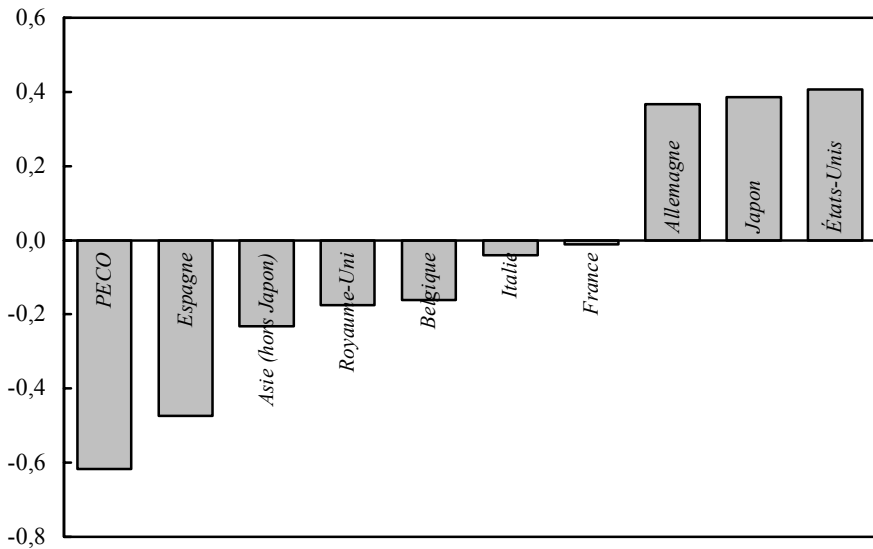 0,6
0,4
0,2
0,0
-0,2
-0,4
-0,6
-0,8
PECO
Espagne
Asie (hors Japon)
Royaume-Uni
Belgique
Italie
France
Allemagne
Japon
États-Unis